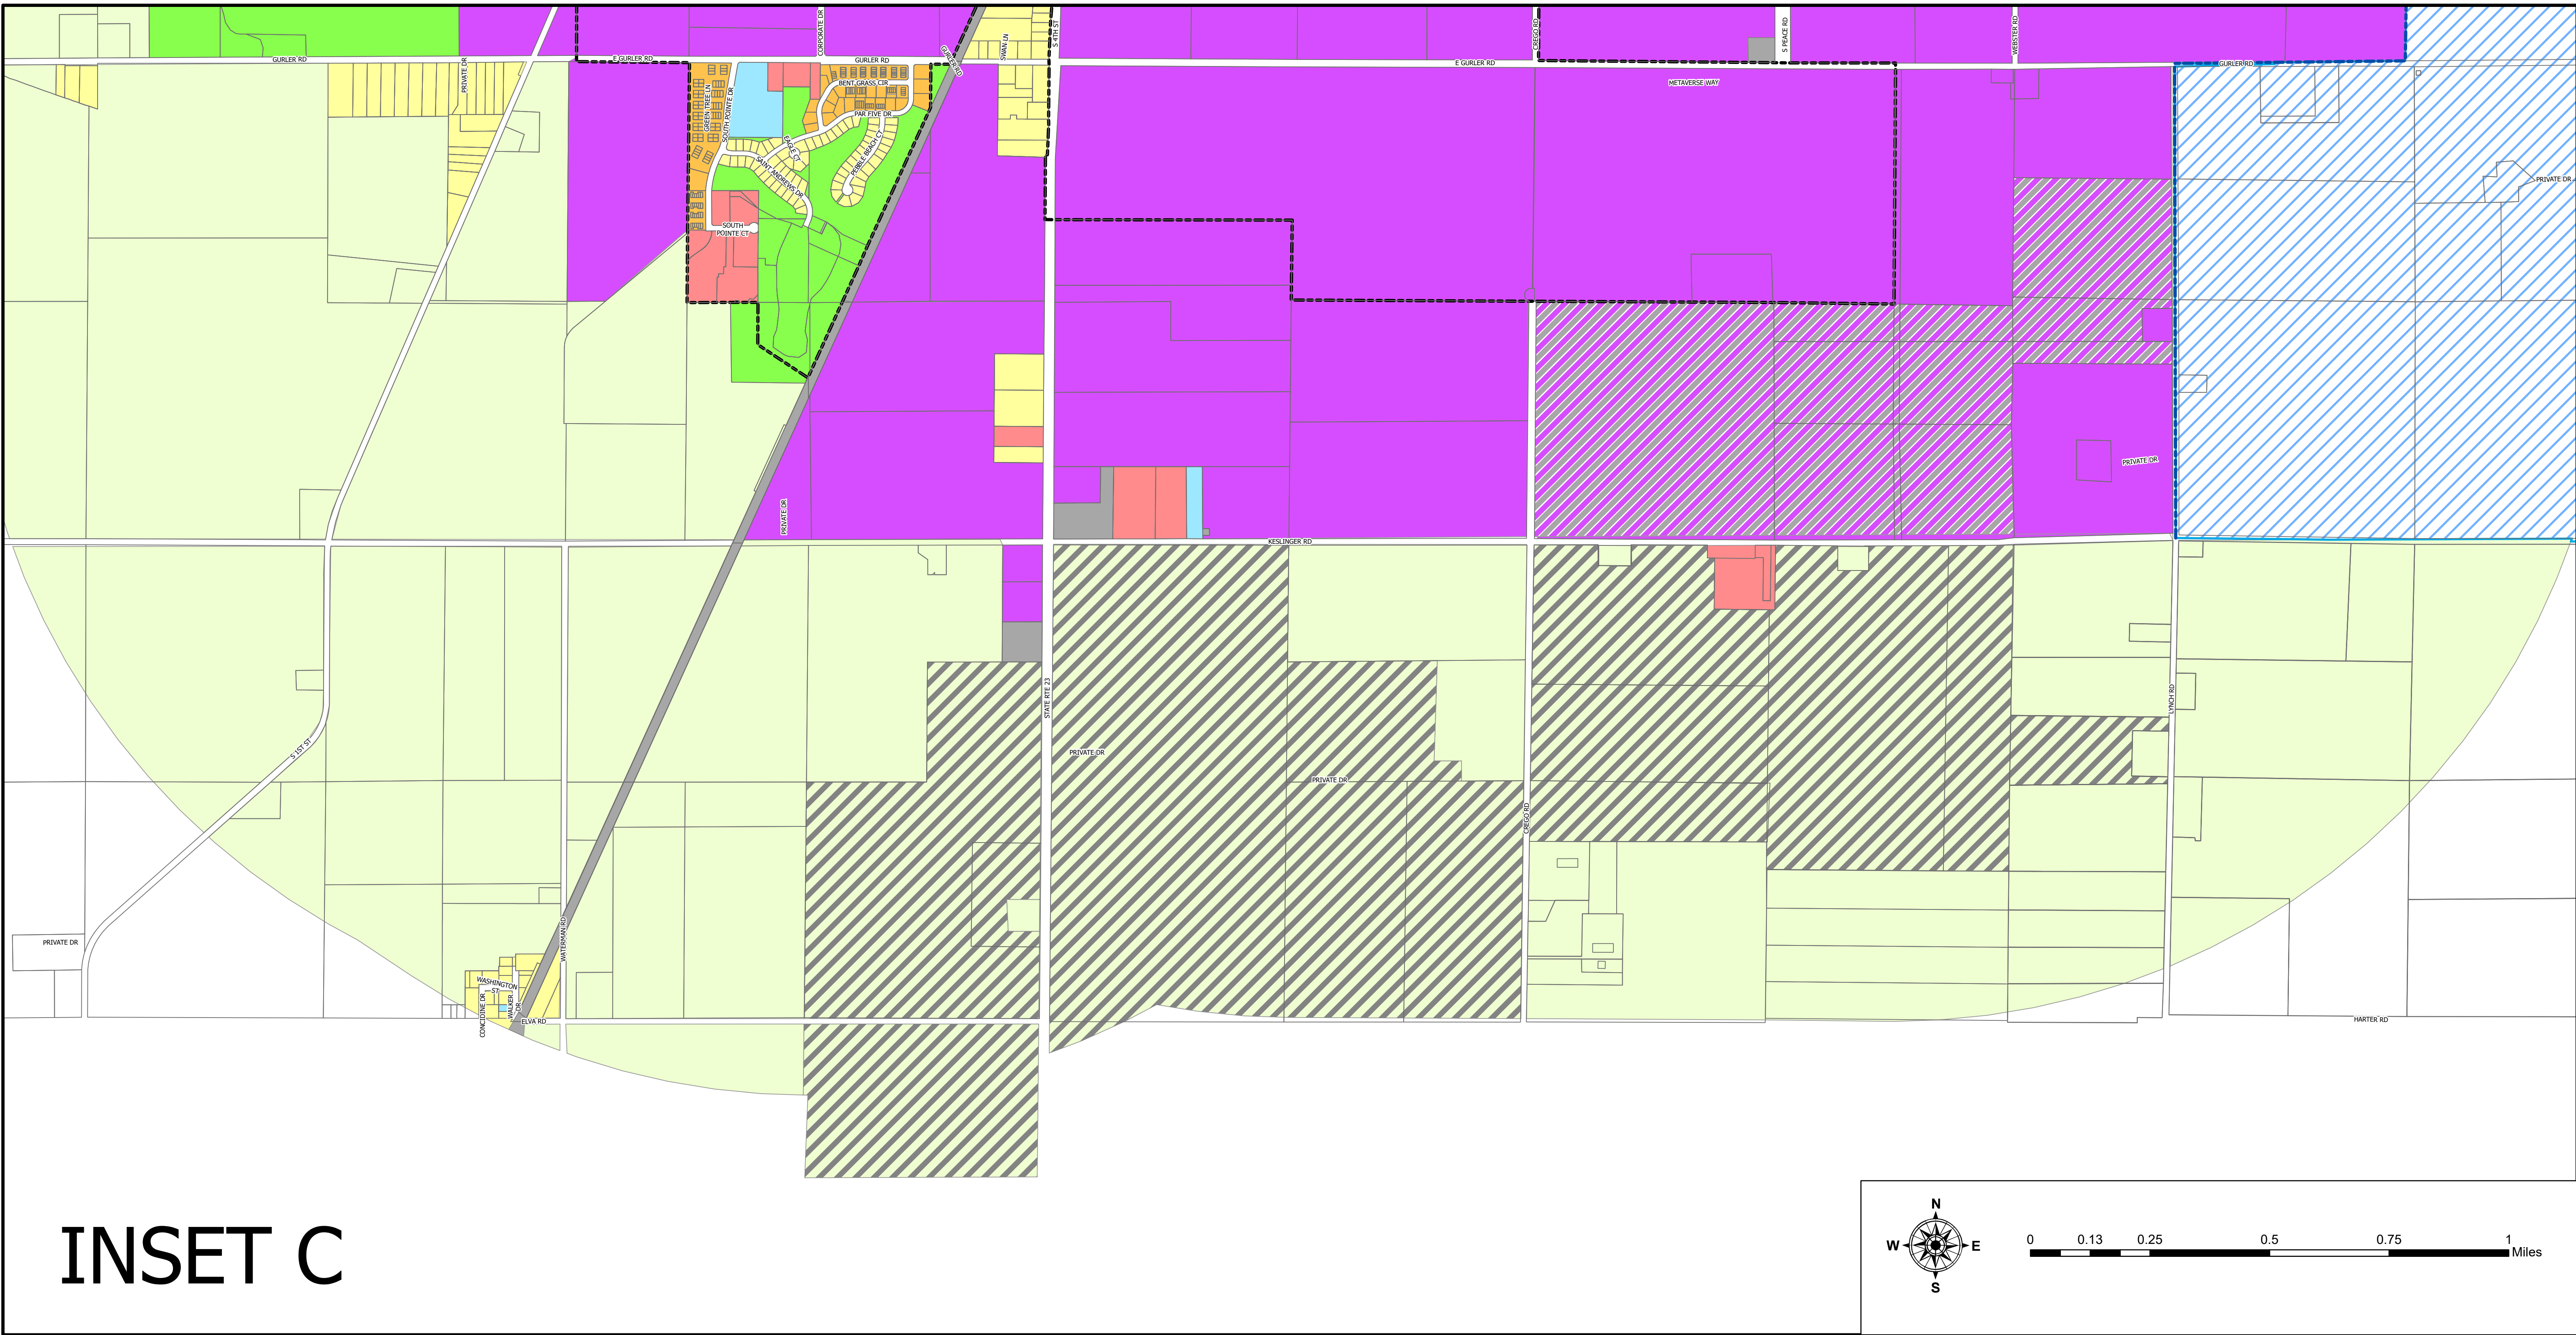 CORPORATE DR
S 4TH ST
SWAN LN
CREGO RD
S PEACE RD
WEBSTER RD
GURLER RD
E GURLER RD
GURLER RD
GURLER RD
E GURLER RD
GURLER RD
PRIVATE DR
METAVERSE WAY
BENT GRASS CIR
GREEN TREE LN
SOUTH POINTE DR
PAR FIVE DR
EAGLE CT
PEBBLE BEACH CT
SAINT ANDREWS DR
PRIVATE DR
SOUTH
POINTE CT
PRIVATE DR
PRIVATE DR
KESLINGER RD
STATE RTE 23
LYNCH RD
S 1ST ST
PRIVATE DR
PRIVATE DR
CREGO RD
WATERMAN RD
PRIVATE DR
WASHINGTON
ST
CONCIDINE DR
WALKER
DR
ELVA RD
HARTER RD
INSET C
N
W
E
S
0
0.13
0.25
0.5
0.75
1
Miles